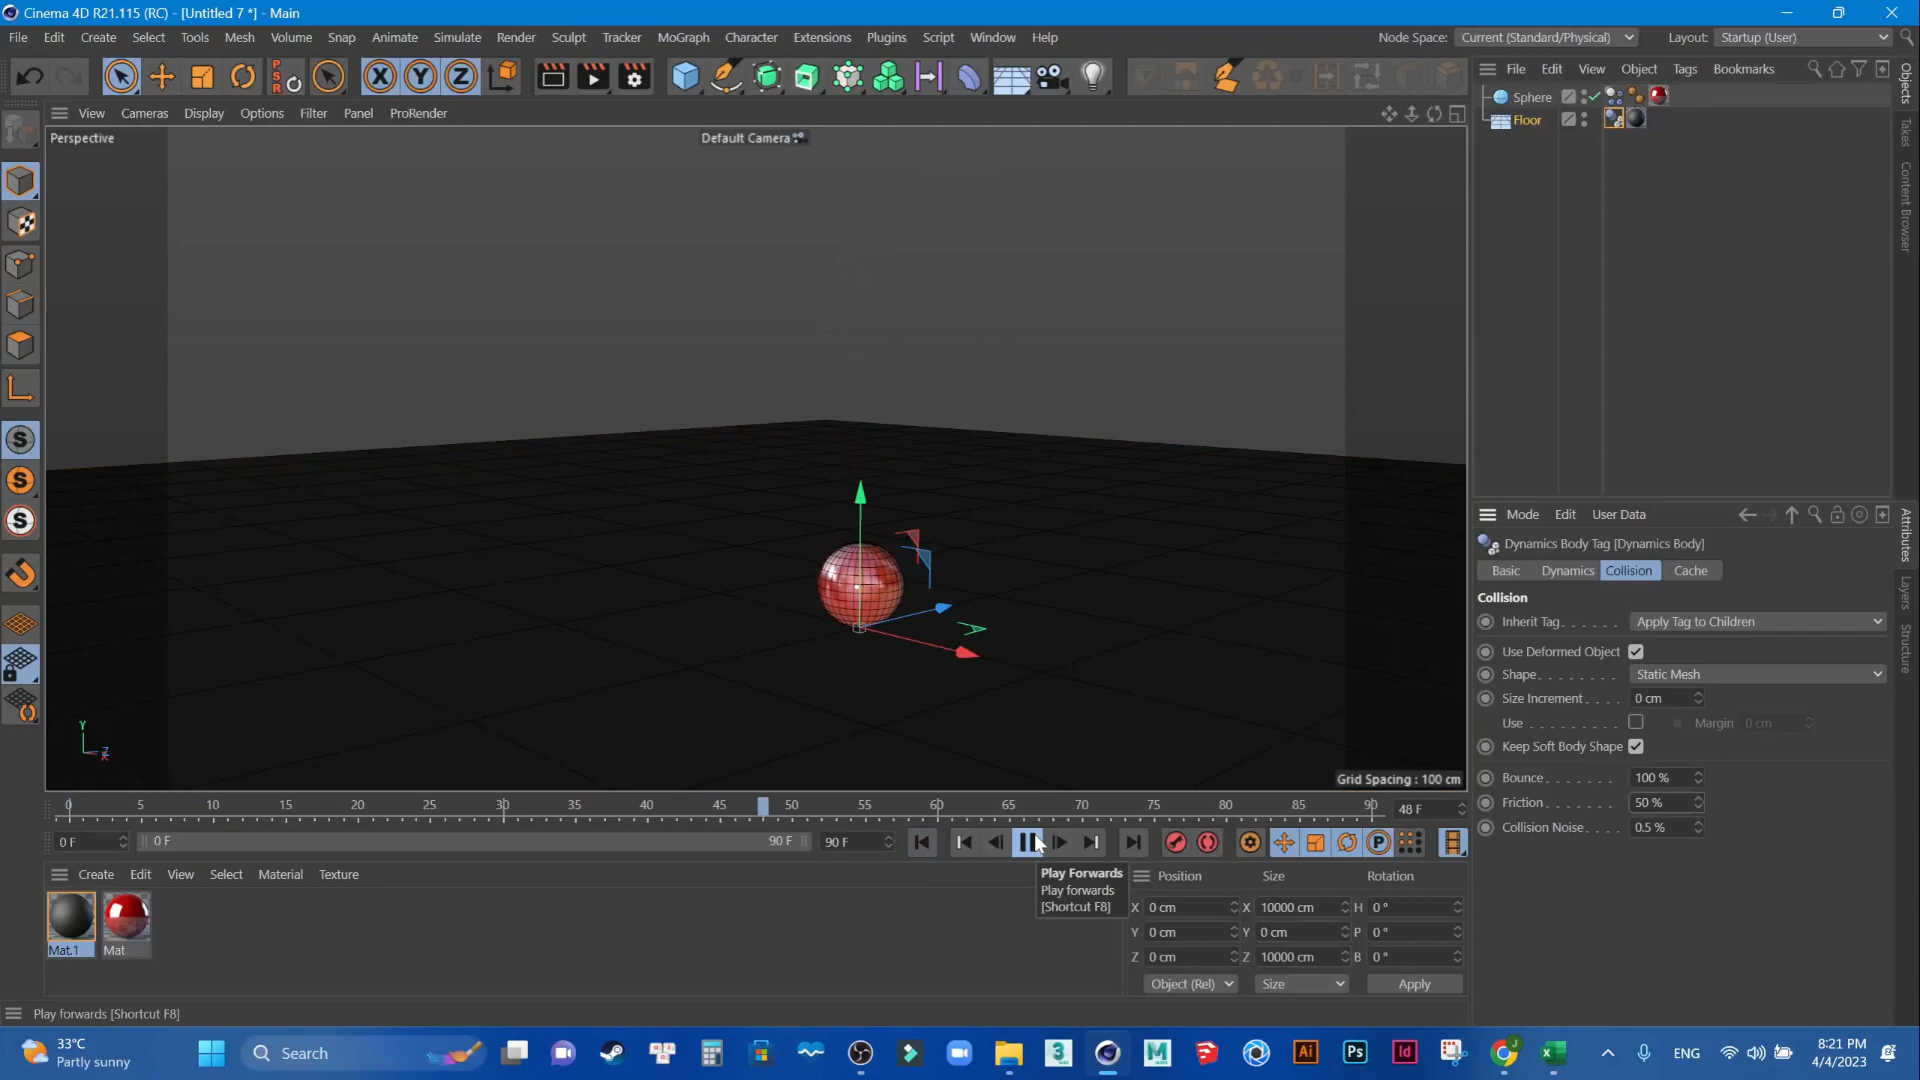 Cinema 4D R21.115 (RC) - [Untitled 7 *] - Main
File Edit Create Select Tools Mesh Volume Snap Animate Simulate Render Sculpt Tracker MoGraph Character Extensions Plugins Script Window Help Node Space: Current (Standard/Physical) Layout: Startup (User)
PSR X Y Z
File Edit View Object Tags Bookmarks
View Cameras Display Options Filter Panel ProRender
Sphere
Floor
Objects
Takes
Content Browser
Perspective
Default Camera
S
S
S
Y
Z
X
Grid Spacing : 100 cm
Mode Edit User Data
Dynamics Body Tag [Dynamics Body]
Basic Dynamics Collision Cache
Collision
Inherit Tag Apply Tag to Children
Use Deformed Object
Shape Static Mesh
Size Increment 0 cm
Use Margin 0 cm
Keep Soft Body Shape
Bounce 100 %
Friction 50 %
Collision Noise 0.5 %
Attributes
Layers
Structure
0 5 10 15 20 25 30 35 40 45 50 55 60 65 70 75 80 85 90 48 F
0 F 0 F 90 F 90 F P
Create Edit View Select Material Texture
Mat.1 Mat
Play Forwards
Play forwards
[Shortcut F8]
Position Size Rotation
X 0 cm X 10000 cm H 0 °
Y 0 cm Y 0 cm P 0 °
Z 0 cm Z 10000 cm B 0 °
Object (Rel) Size Apply
Play forwards [Shortcut F8]
33°C
Partly sunny
Search
3
M
Ai
Ps
Id
J
ENG
8:21 PM
4/4/2023